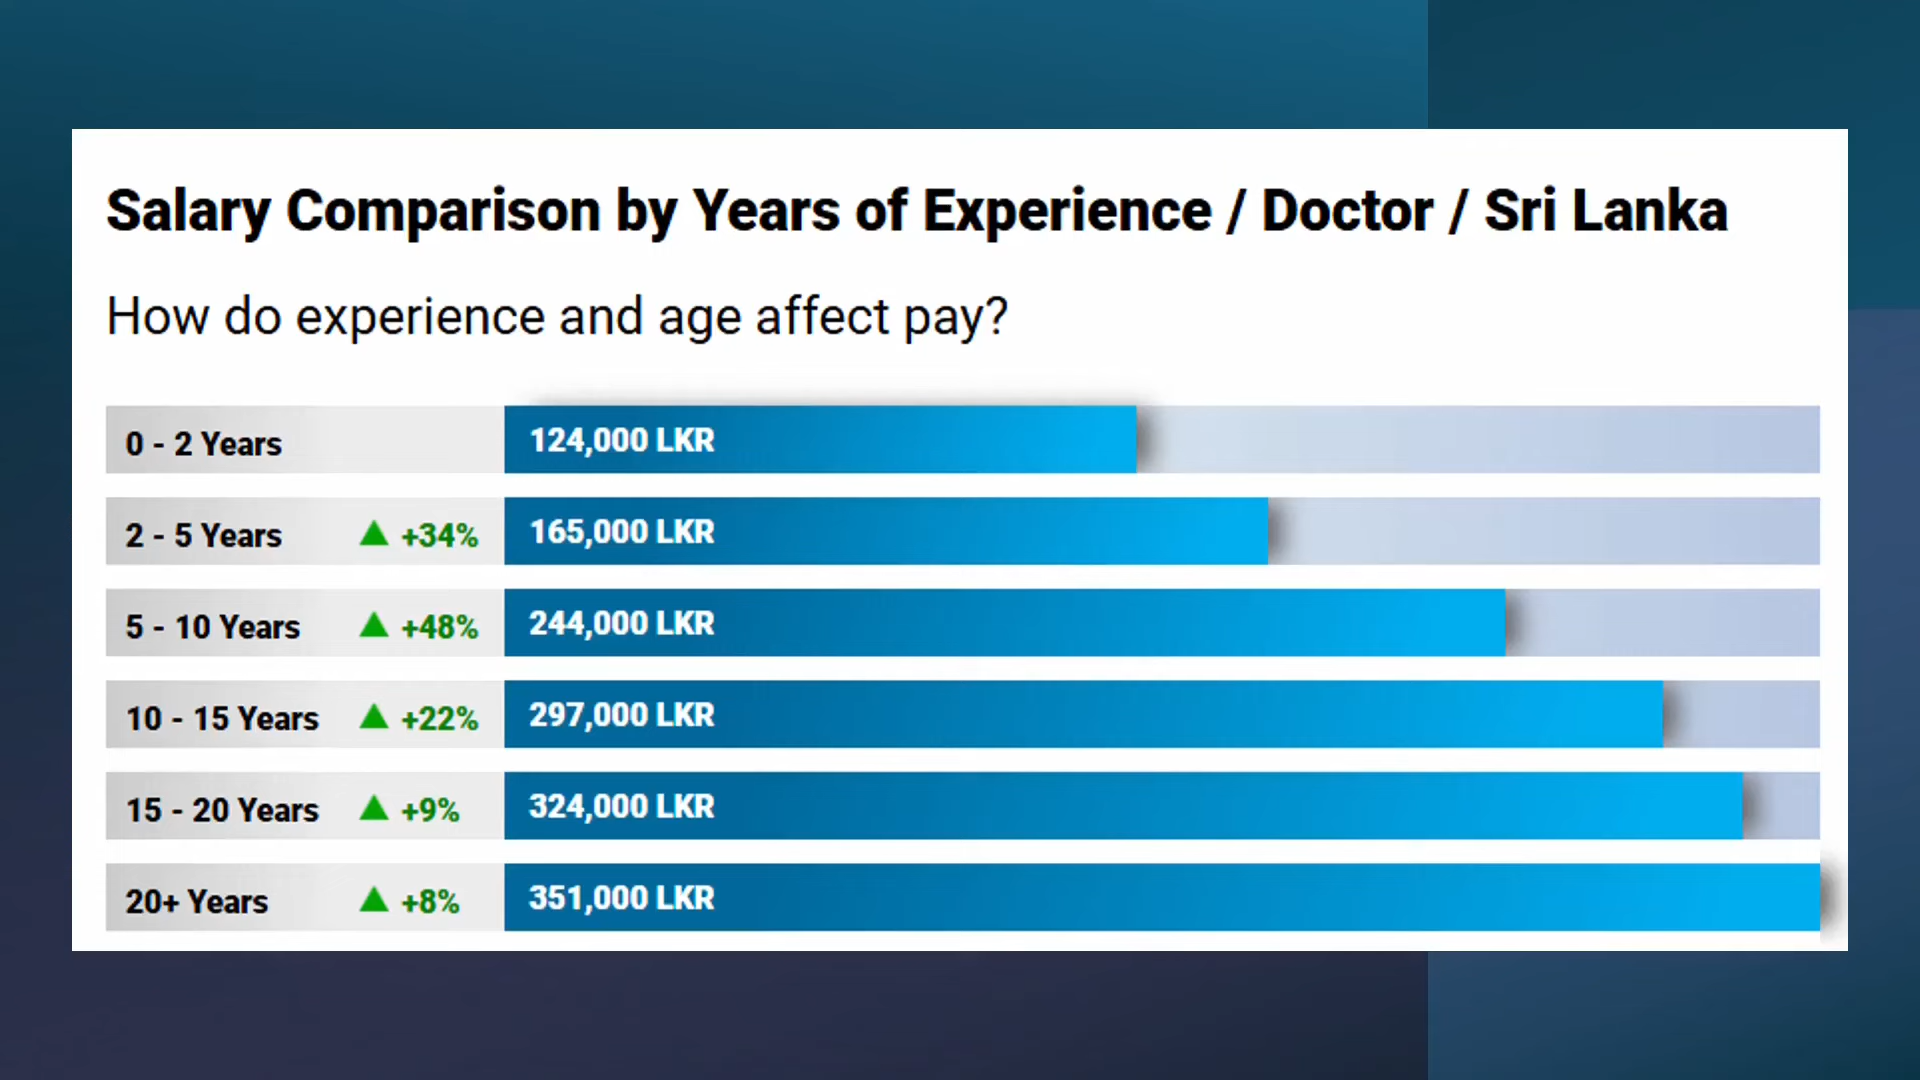 Salary Comparison by Years of Experience / Doctor / Sri Lanka
How do experience and age affect pay?
0 - 2 Years 124,000 LKR
2 - 5 Years ▲ +34% 165,000 LKR
5 - 10 Years ▲ +48% 244,000 LKR
10 - 15 Years ▲ +22% 297,000 LKR
15 - 20 Years ▲ +9% 324,000 LKR
20+ Years ▲ +8% 351,000 LKR